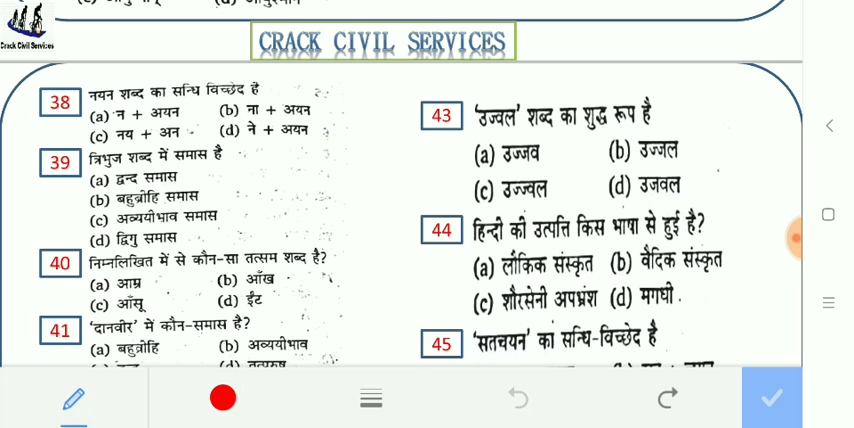 Crack Civil Services
CRACK CIVIL SERVICES
38 नयन शब्द का सन्धि विच्छेद है
(a) न + अयन (b) ना + अयन
(c) नय + अन (d) ने + अयन
39 त्रिभुज शब्द में समास है
(a) द्वन्द समास
(b) बहुब्रोहि समास
(c) अव्ययीभाव समास
(d) द्विगु समास
40 निम्नलिखित में से कौन-सा तत्सम शब्द है?
(a) आम्र (b) आँख
(c) आँसू (d) ईंट
41 'दानवीर' में कौन-समास है?
(a) बहुव्रोहि (b) अव्ययीभाव
43 'उज्वल' शब्द का शुद्ध रूप है
(a) उज्जव (b) उज्जल
(c) उज्ज्वल (d) उजवल
44 हिन्दी की उत्पत्ति किस भाषा से हुई है?
(a) लौकिक संस्कृत (b) वैदिक संस्कृत
(c) शौरसेनी अपभ्रंश (d) मगधी .
45 'सतचयन' का सन्धि-विच्छेद है